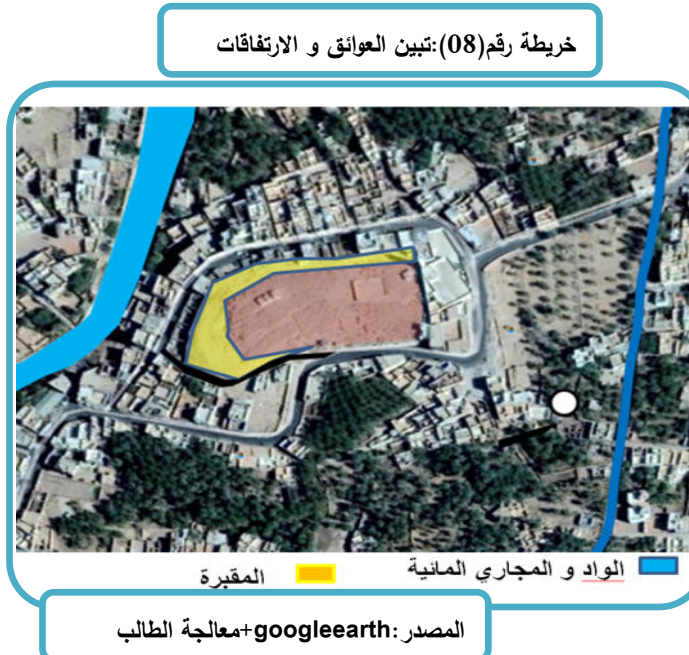 خريطة رقم(08):تبين العوائق و الارتفاقات
الواد و المجاري المائية
المقبرة
المصدر:googleearth+معالجة الطالب